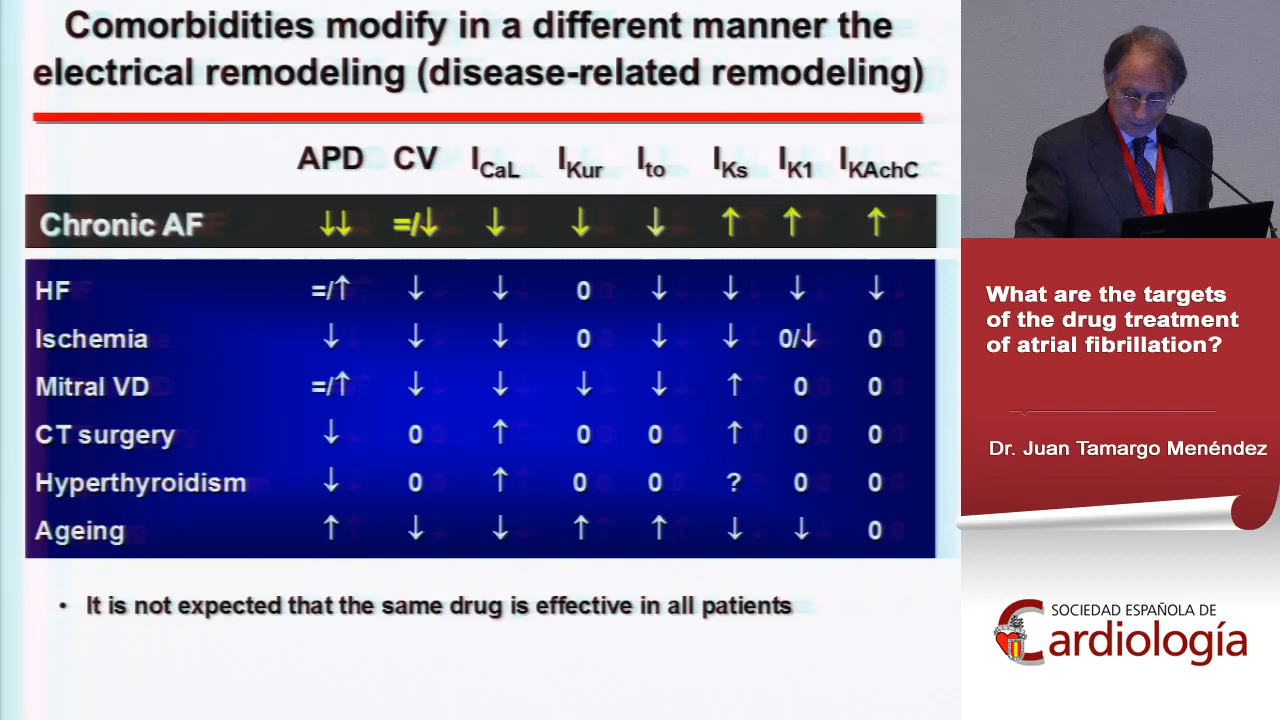 Comorbidities modify in a different manner the
electrical remodeling (disease-related remodeling)
APD CV ICaL IKur Ito IKs IK1 IKAchC
Chronic AF ↓↓ =/↓ ↓ ↓ ↓ ↑ ↑ ↑
HF =/↑ ↓ ↓ 0 ↓ ↓ ↓ ↓
Ischemia ↓ ↓ ↓ 0 ↓ ↓ 0/↓ 0
Mitral VD =/↑ ↓ ↓ ↓ ↓ ↑ 0 0
CT surgery ↓ 0 ↑ 0 0 ↑ 0 0
Hyperthyroidism ↓ 0 ↑ 0 0 ? 0 0
Ageing ↑ ↓ ↓ ↑ ↑ ↓ ↓ 0
• It is not expected that the same drug is effective in all patients
What are the targets
of the drug treatment
of atrial fibrillation?
Dr. Juan Tamargo Menéndez
SOCIEDAD ESPAÑOLA DE
Cardiología